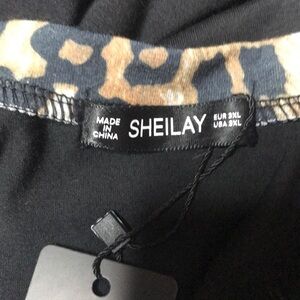 MADE
IN
CHINA
SHEILAY
EUR 3XL
USA 3XL